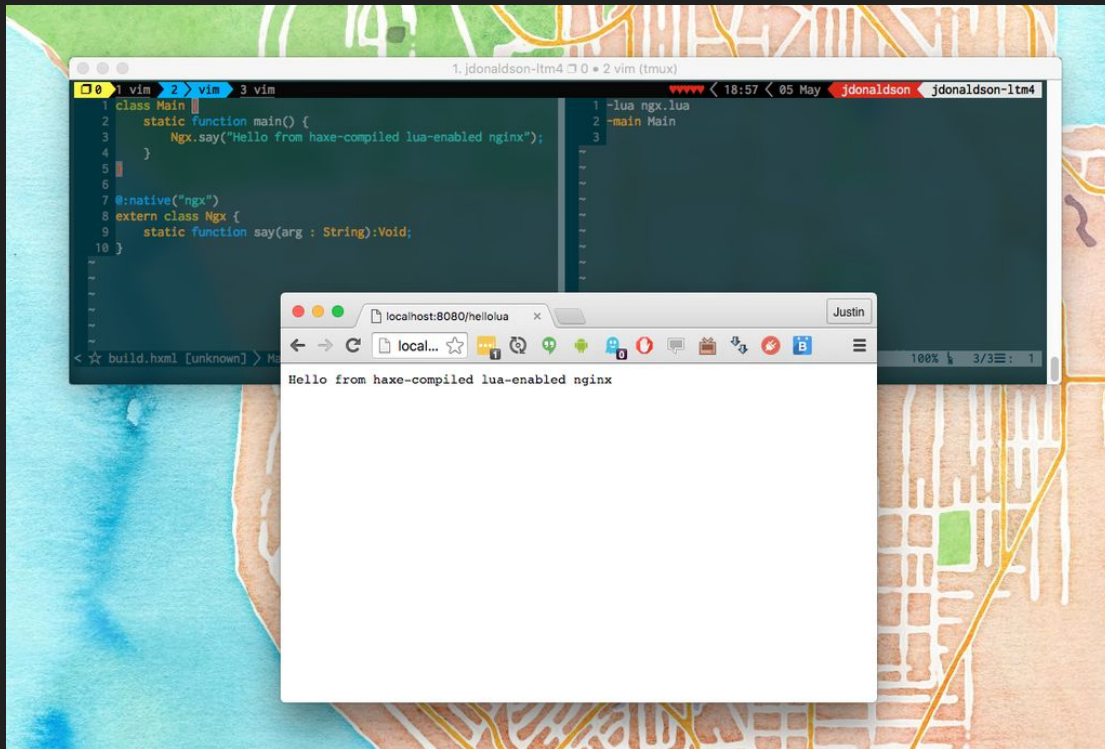 1. jdonaldson-ltm4 0 • 2 vim (tmux)
0 1 vim 2 vim 3 vim
♥♥♥♥♥ 18:57 05 May jdonaldson jdonaldson-ltm4
1 class Main {
2 static function main() {
3 Ngx.say("Hello from haxe-compiled lua-enabled nginx");
4 }
5 }
6
7 @:native("ngx")
8 extern class Ngx {
9 static function say(arg : String):Void;
10 }
~
~
~
~
~
1 -lua ngx.lua
2 -main Main
3
~
~
~
~
~
~
~
~
~
< ☆ build.hxml [unknown] > Ma
100% 3/3 : 1
localhost:8080/hellolua ×
Justin
local...
1
0
B
Hello from haxe-compiled lua-enabled nginx